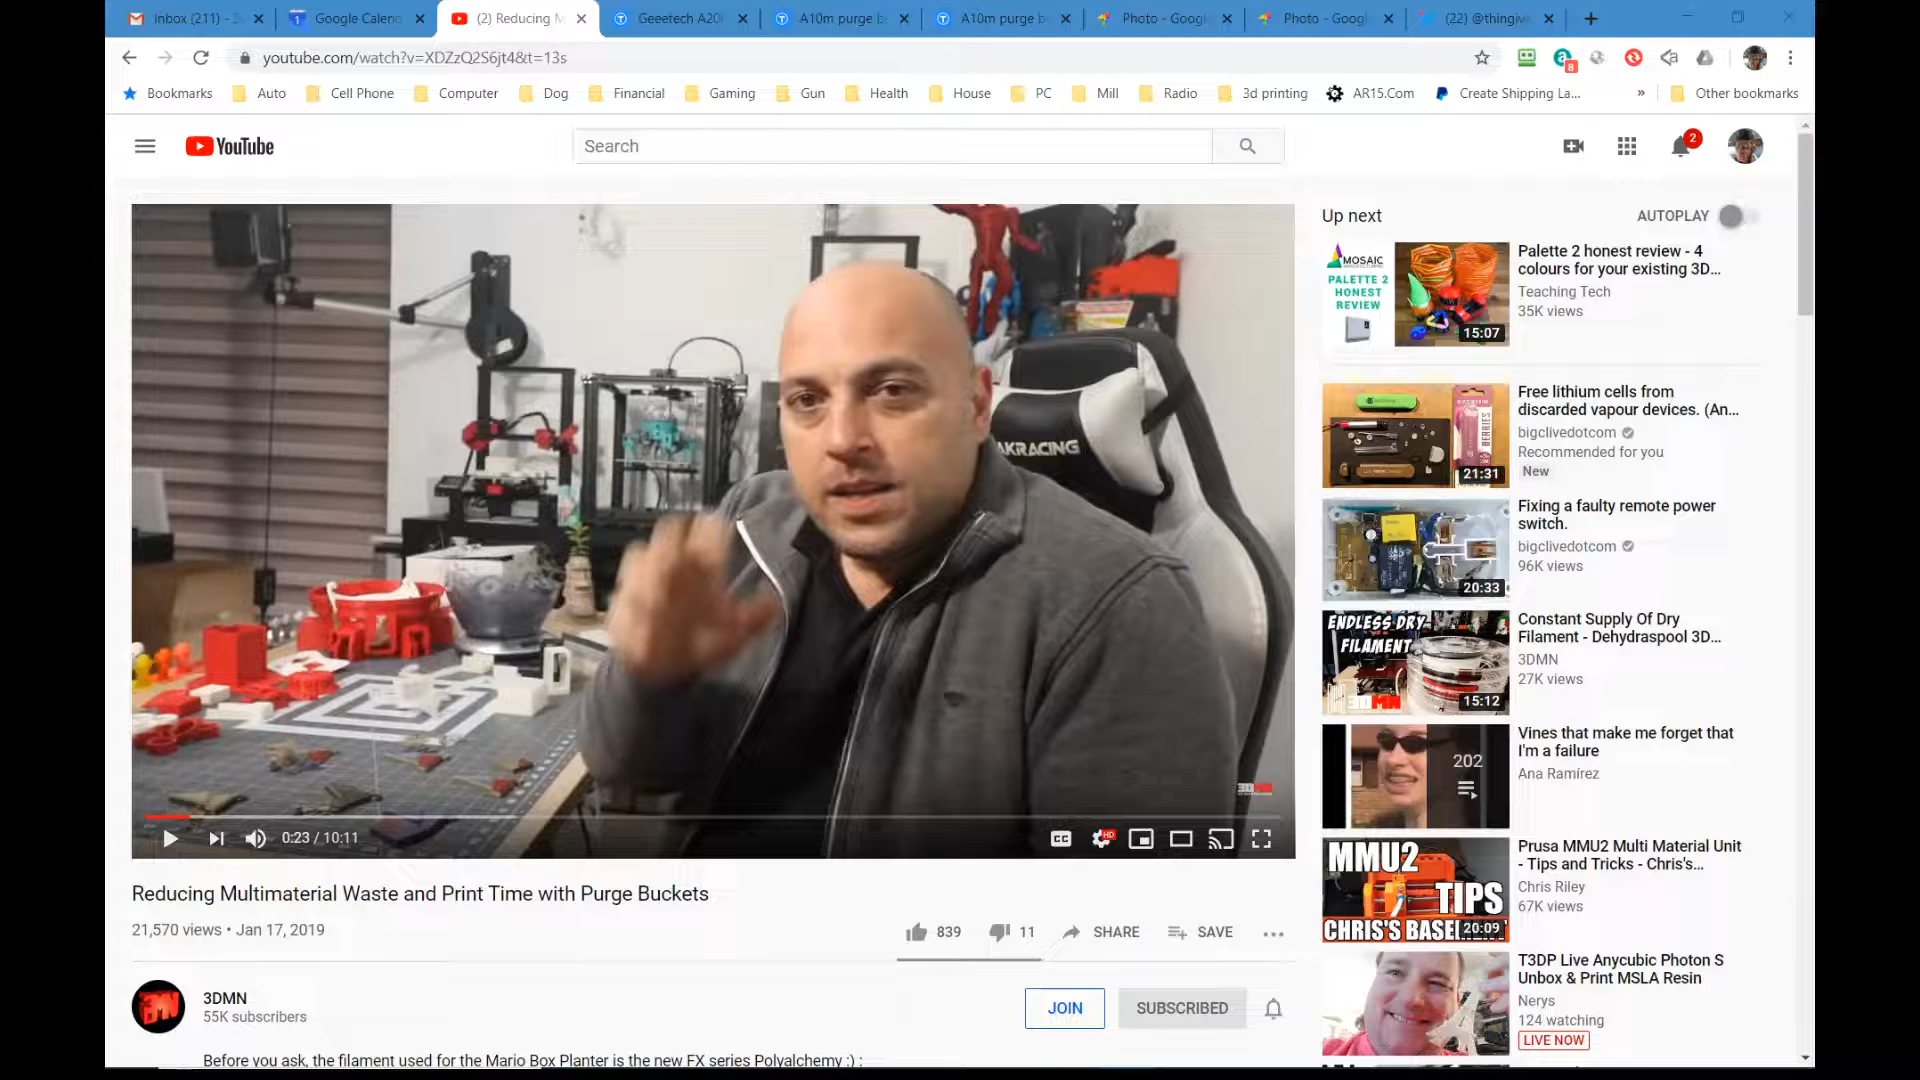 Inbox (211) -
Google Calend
(2) Reducing M
Geeetech A20
A10m purge b
A10m purge b
Photo - Googl
Photo - Googl
(22) @thingive
youtube.com/watch?v=XDZzQ2S6jt4&t=13s
8
Bookmarks
Auto
Cell Phone
Computer
Dog
Financial
Gaming
Gun
Health
House
PC
Mill
Radio
3d printing
AR15.Com
Create Shipping La...
»
Other bookmarks
YouTube
Search
2
AKRACING
3DMN
0:23 / 10:11
CC
HD
Reducing Multimaterial Waste and Print Time with Purge Buckets
21,570 views • Jan 17, 2019
839
11
SHARE
SAVE
3DMN
55K subscribers
JOIN
SUBSCRIBED
Before you ask, the filament used for the Mario Box Planter is the new FX series Polyalchemy :) :
Up next
AUTOPLAY
MOSAIC
PALETTE 2
HONEST
REVIEW
15:07
Palette 2 honest review - 4
colours for your existing 3D...
Teaching Tech
35K views
BERRIES
21:31
Free lithium cells from
discarded vapour devices. (An...
bigclivedotcom
Recommended for you
New
20:33
Fixing a faulty remote power
switch.
bigclivedotcom
96K views
ENDLESS DRY
FILAMENT
3DMN
15:12
Constant Supply Of Dry
Filament - Dehydraspool 3D...
3DMN
27K views
202
Vines that make me forget that
I'm a failure
Ana Ramírez
MMU2
TIPS
CHRIS'S
20:09
Prusa MMU2 Multi Material Unit
- Tips and Tricks - Chris's...
Chris Riley
67K views
T3DP Live Anycubic Photon S
Unbox & Print MSLA Resin
Nerys
124 watching
LIVE NOW